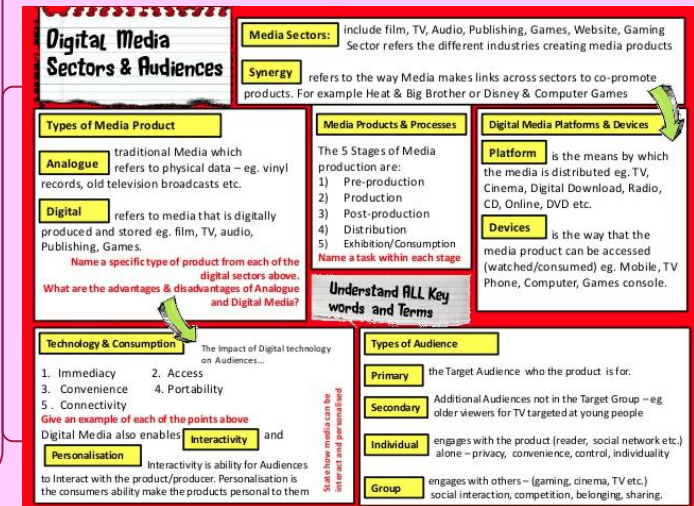 Digital Media
Sectors & Audiences
Media Sectors: include film, TV, Audio, Publishing, Games, Website, Gaming
Sector refers the different industries creating media products
Synergy refers to the way Media makes links across sectors to co-promote
products. For example Heat & Big Brother or Disney & Computer Games
Types of Media Product
Analogue traditional Media which
refers to physical data – eg. vinyl
records, old television broadcasts etc.
Digital refers to media that is digitally
produced and stored eg. film, TV, audio,
Publishing, Games.
Name a specific type of product from each of the
digital sectors above.
What are the advantages & disadvantages of Analogue
and Digital Media?
Media Products & Processes
The 5 Stages of Media
production are:
1) Pre-production
2) Production
3) Post-production
4) Distribution
5) Exhibition/Consumption
Name a task within each stage
Digital Media Platforms & Devices
Platform is the means by which
the media is distributed eg. TV,
Cinema, Digital Download, Radio,
CD, Online, DVD etc.
Devices is the way that the
media product can be accessed
(watched/consumed) eg. Mobile, TV
Phone, Computer, Games console.
Understand ALL Key
words and Terms
Technology & Consumption
The Impact of Digital technology
on Audiences...
1. Immediacy 2. Access
3. Convenience 4. Portability
5. Connectivity
Give an example of each of the points above
Digital Media also enables Interactivity and
Personalisation
Interactivity is ability for Audiences
to Interact with the product/producer. Personalisation is
the consumers ability make the products personal to them
State how media can be
interact and personalised
Types of Audience
Primary the Target Audience who the product is for.
Secondary Additional Audiences not in the Target Group – eg
older viewers for TV targeted at young people
Individual engages with the product (reader, social network etc.)
alone – privacy, convenience, control, individuality
Group engages with others – (gaming, cinema, TV etc.)
social interaction, competition, belonging, sharing.